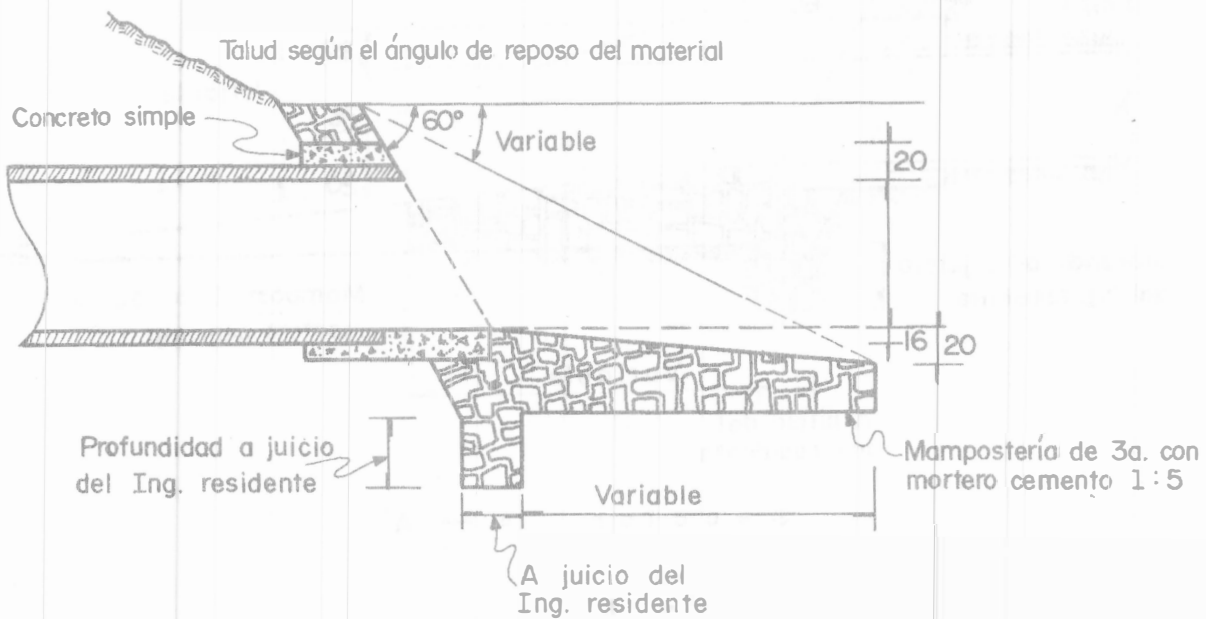 Talud según el ángulo de reposo del material
Concreto simple
60°
Variable
20
16
20
Profundidad a juicio
del Ing. residente
Mampostería de 3a. con
mortero cemento 1:5
Variable
A juicio del
Ing. residente